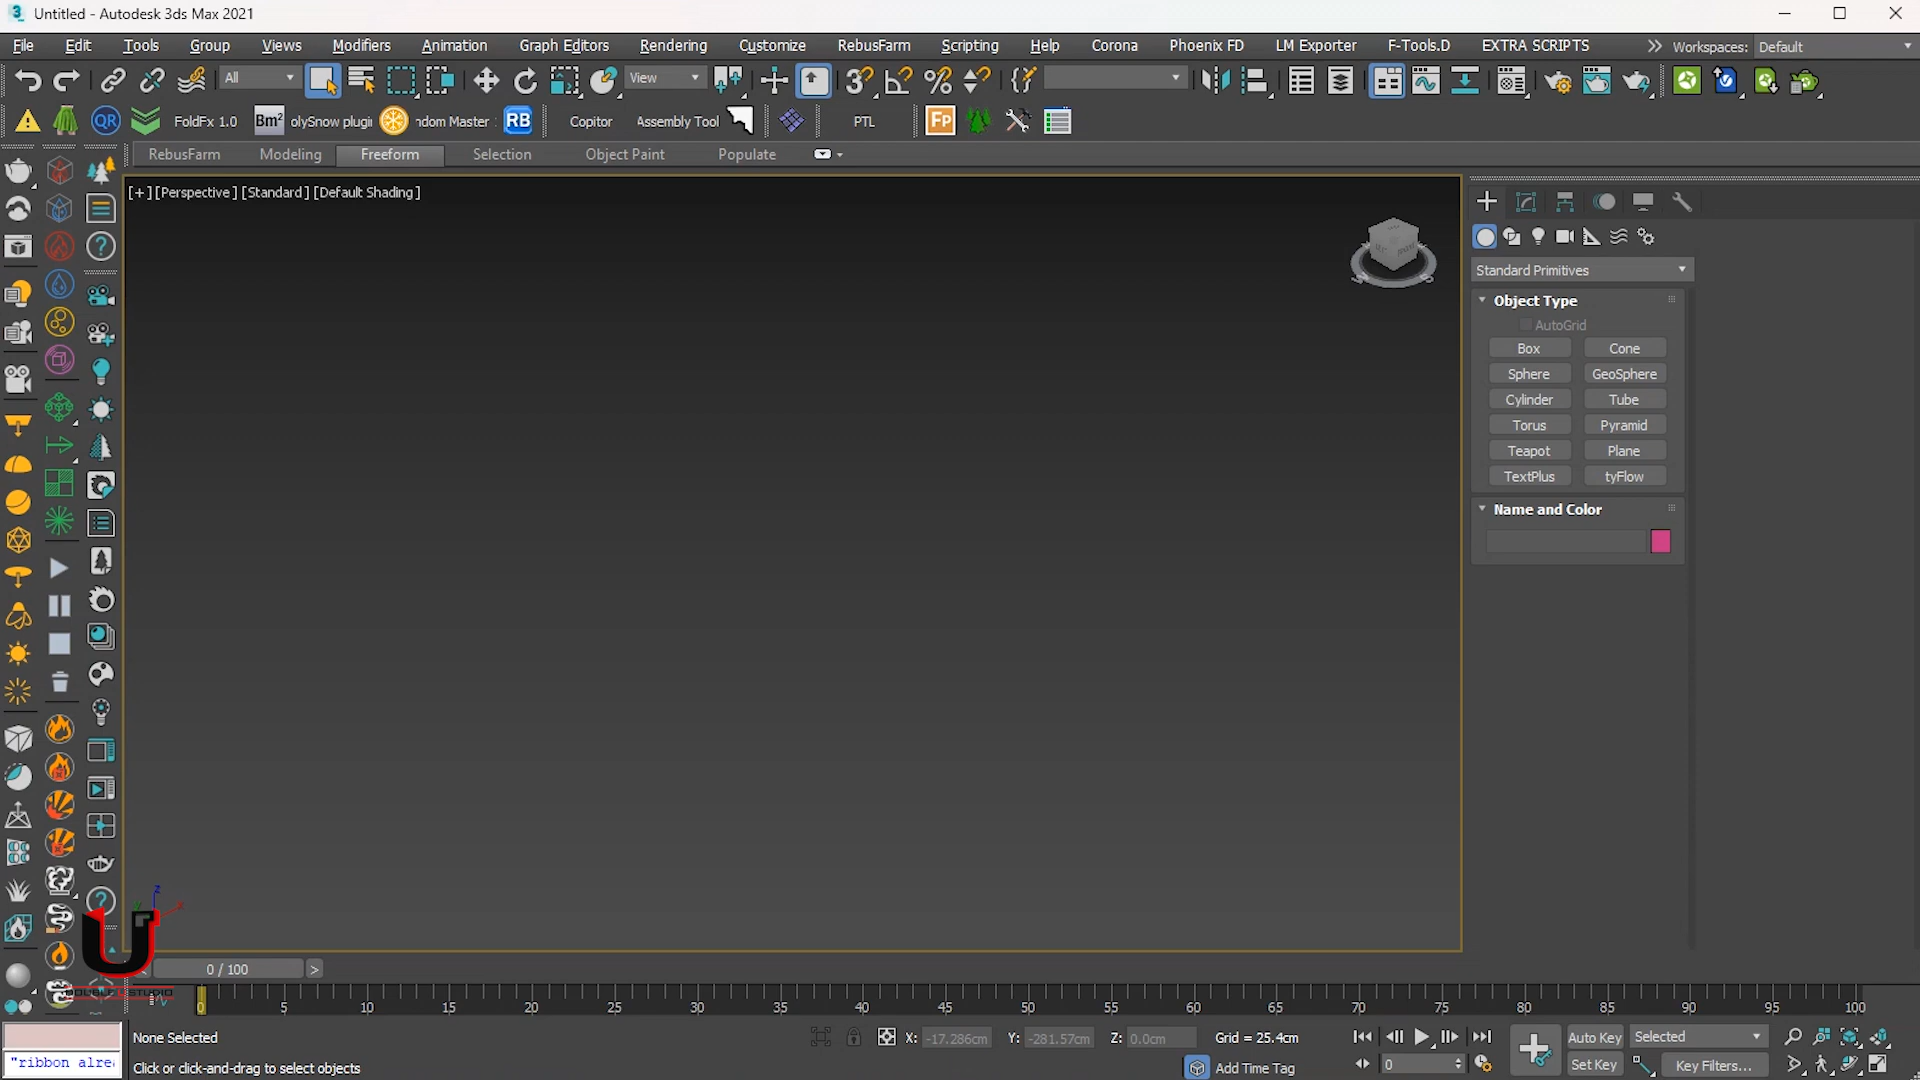 Untitled - Autodesk 3ds Max 2021
File Edit Tools Group Views Modifiers Animation Graph Editors Rendering Customize RebusFarm Scripting Help Corona Phoenix FD LM Exporter F-Tools.D EXTRA SCRIPTS Workspaces: Default
All View
QR FoldFx 1.0 Bm² olySnow plugi ndom Master RB Copitor Assembly Tool PTL Fp
RebusFarm Modeling Freeform Selection Object Paint Populate
[+] [Perspective] [Standard] [Default Shading]
Standard Primitives
Object Type
AutoGrid
Box Cone
Sphere GeoSphere
Cylinder Tube
Torus Pyramid
Teapot Plane
TextPlus tyFlow
Name and Color
z
x
0 / 100 >
0 5 10 15 20 25 30 35 40 45 50 55 60 65 70 75 80 85 90 95 100
None Selected X: -17.286cm Y: -281.57cm Z: 0.0cm Grid = 25.4cm Auto Key Selected
"ribbon alre Click or click-and-drag to select objects Add Time Tag 0 Set Key Key Filters...